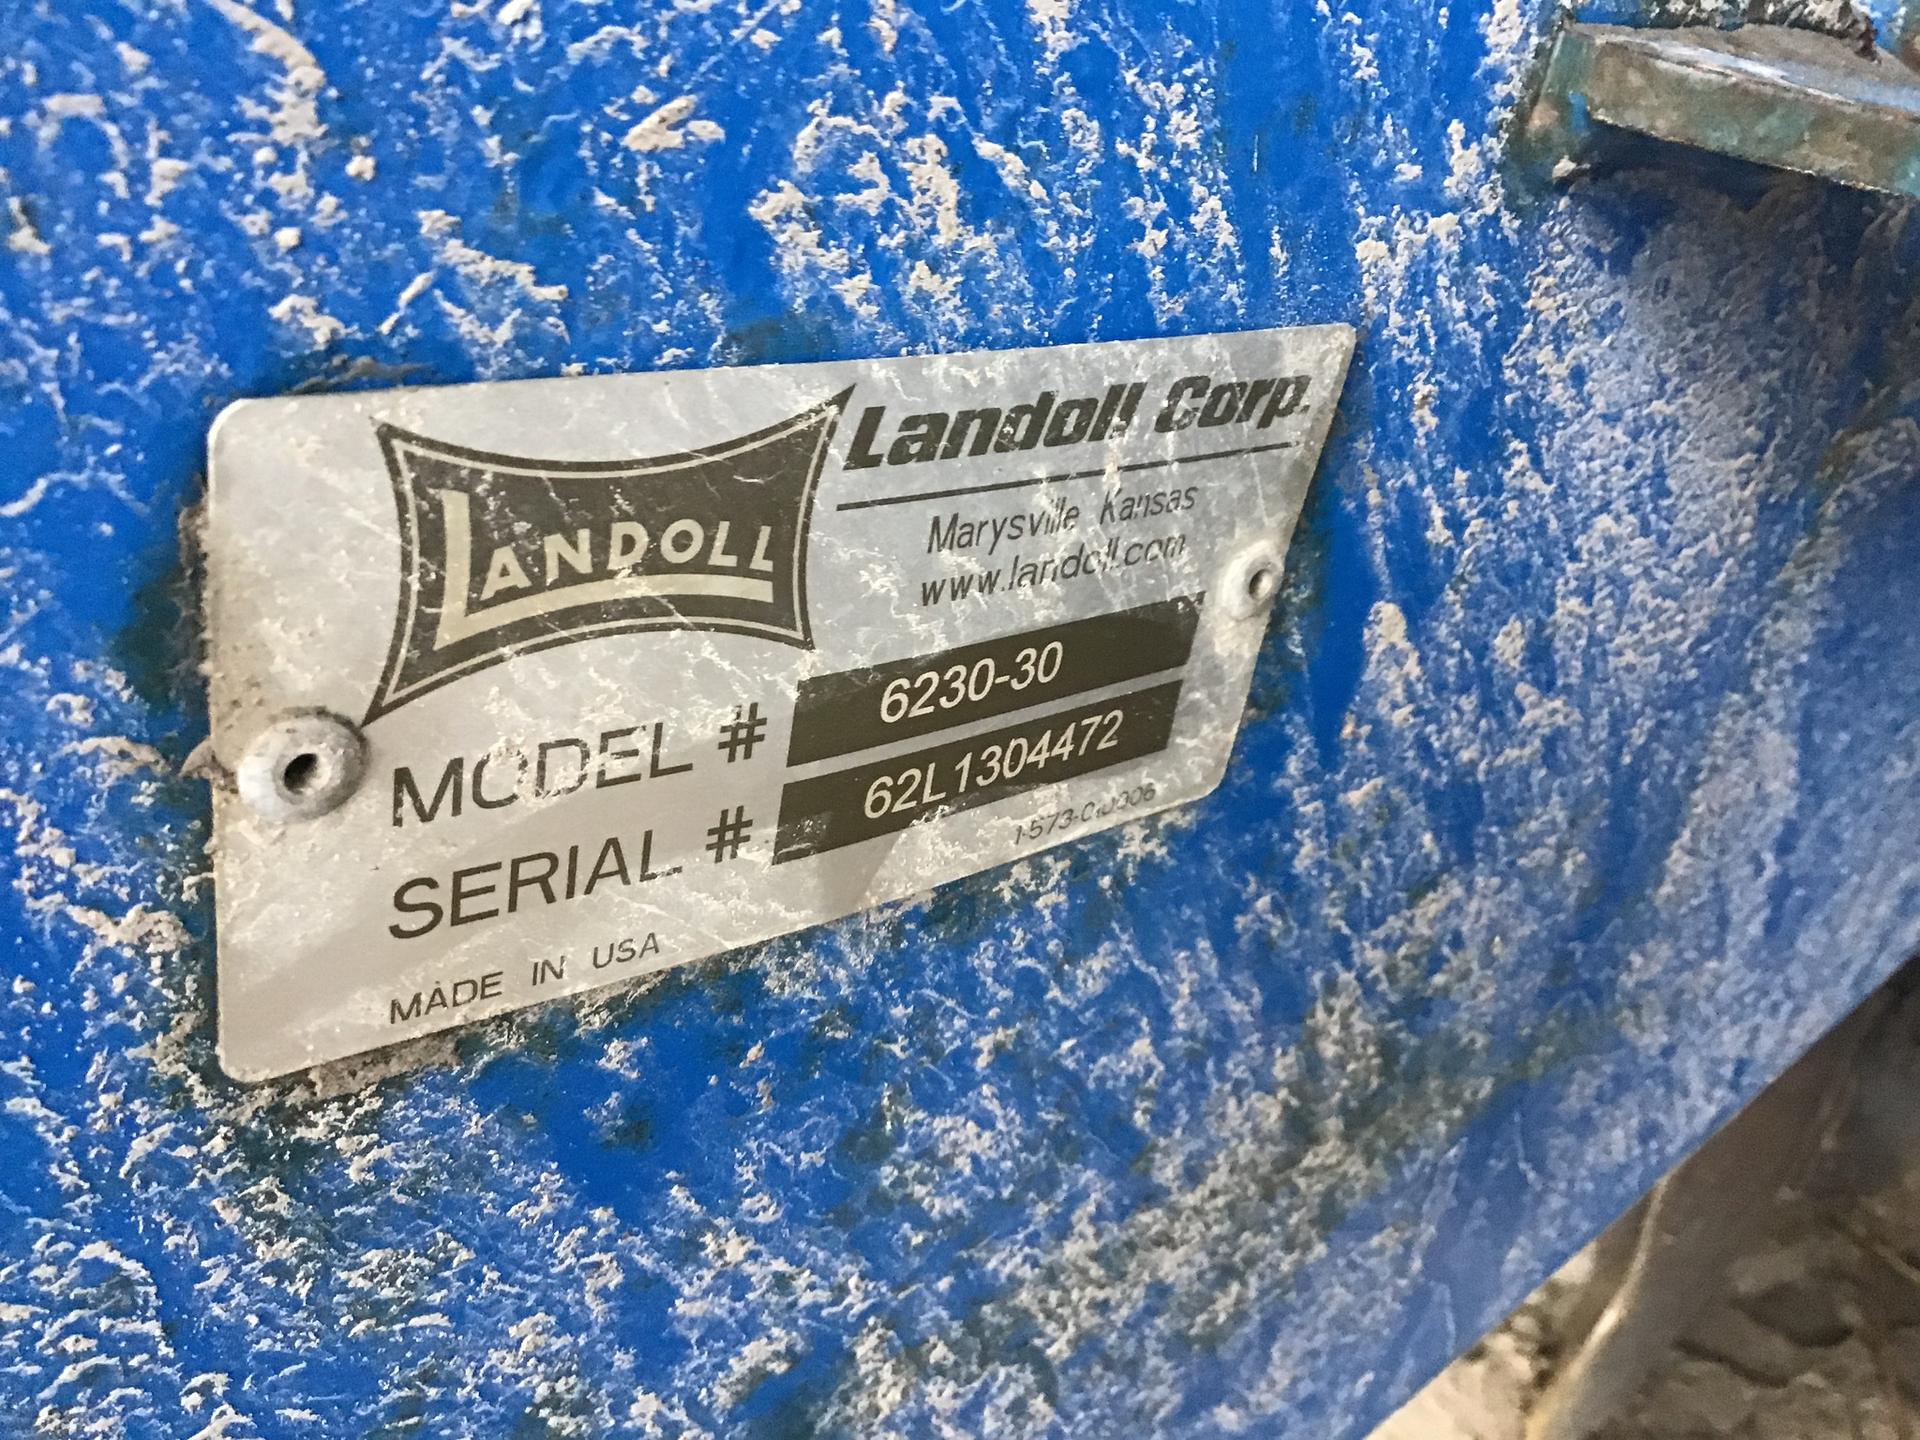 LANDOLL
Landoll Corp.
Marysville Kansas
www.landoll.com
MODEL # 6230-30
SERIAL # 62L1304472
MADE IN USA